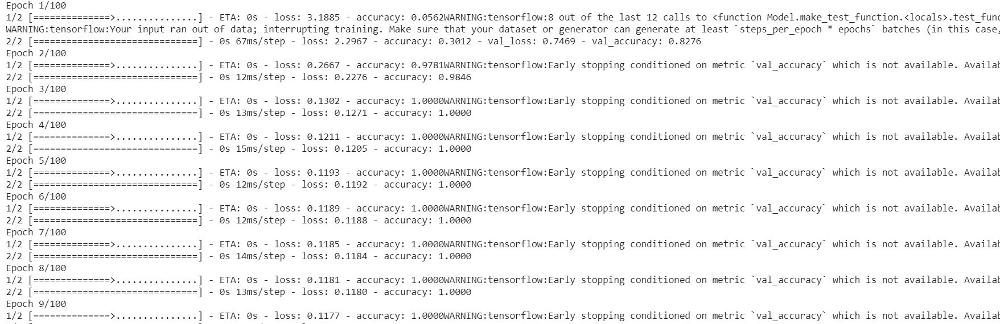 Epoch 1/100
1/2 [==============>...............] - ETA: 0s - loss: 3.1885 - accuracy: 0.0562WARNING:tensorflow:8 out of the last 12 calls to <function Model.make_test_function.<locals>.test_func
WARNING:tensorflow:Your input ran out of data; interrupting training. Make sure that your dataset or generator can generate at least `steps_per_epoch * epochs` batches (in this case,
2/2 [==============================] - 0s 67ms/step - loss: 2.2967 - accuracy: 0.3012 - val_loss: 0.7469 - val_accuracy: 0.8276
Epoch 2/100
1/2 [==============>...............] - ETA: 0s - loss: 0.2667 - accuracy: 0.9781WARNING:tensorflow:Early stopping conditioned on metric `val_accuracy` which is not available. Availab
2/2 [==============================] - 0s 12ms/step - loss: 0.2276 - accuracy: 0.9846
Epoch 3/100
1/2 [==============>...............] - ETA: 0s - loss: 0.1302 - accuracy: 1.0000WARNING:tensorflow:Early stopping conditioned on metric `val_accuracy` which is not available. Availab
2/2 [==============================] - 0s 13ms/step - loss: 0.1271 - accuracy: 1.0000
Epoch 4/100
1/2 [==============>...............] - ETA: 0s - loss: 0.1211 - accuracy: 1.0000WARNING:tensorflow:Early stopping conditioned on metric `val_accuracy` which is not available. Availab
2/2 [==============================] - 0s 15ms/step - loss: 0.1205 - accuracy: 1.0000
Epoch 5/100
1/2 [==============>...............] - ETA: 0s - loss: 0.1193 - accuracy: 1.0000WARNING:tensorflow:Early stopping conditioned on metric `val_accuracy` which is not available. Availab
2/2 [==============================] - 0s 12ms/step - loss: 0.1192 - accuracy: 1.0000
Epoch 6/100
1/2 [==============>...............] - ETA: 0s - loss: 0.1189 - accuracy: 1.0000WARNING:tensorflow:Early stopping conditioned on metric `val_accuracy` which is not available. Availab
2/2 [==============================] - 0s 12ms/step - loss: 0.1188 - accuracy: 1.0000
Epoch 7/100
1/2 [==============>...............] - ETA: 0s - loss: 0.1185 - accuracy: 1.0000WARNING:tensorflow:Early stopping conditioned on metric `val_accuracy` which is not available. Availab
2/2 [==============================] - 0s 14ms/step - loss: 0.1184 - accuracy: 1.0000
Epoch 8/100
1/2 [==============>...............] - ETA: 0s - loss: 0.1181 - accuracy: 1.0000WARNING:tensorflow:Early stopping conditioned on metric `val_accuracy` which is not available. Availab
2/2 [==============================] - 0s 13ms/step - loss: 0.1180 - accuracy: 1.0000
Epoch 9/100
1/2 [==============>...............] - ETA: 0s - loss: 0.1177 - accuracy: 1.0000WARNING:tensorflow:Early stopping conditioned on metric `val_accuracy` which is not available. Availab